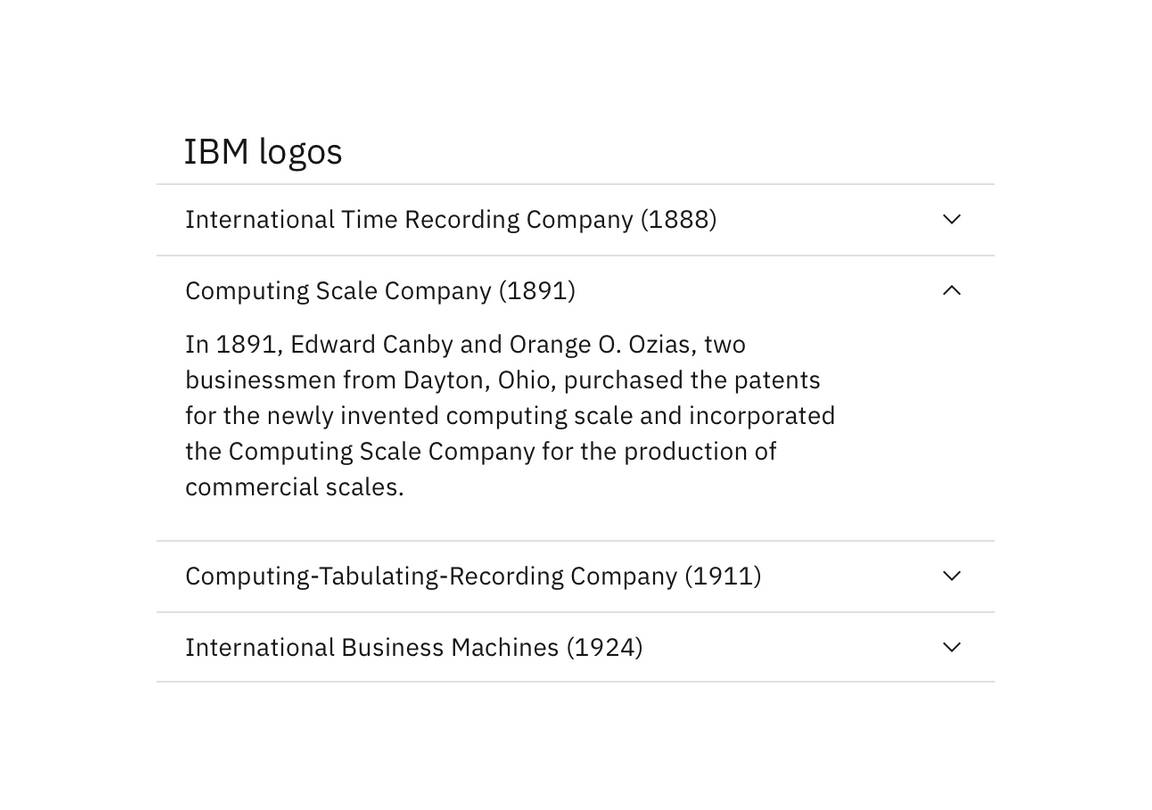 IBM logos
International Time Recording Company (1888)
Computing Scale Company (1891)
In 1891, Edward Canby and Orange O. Ozias, two
businessmen from Dayton, Ohio, purchased the patents
for the newly invented computing scale and incorporated
the Computing Scale Company for the production of
commercial scales.
Computing-Tabulating-Recording Company (1911)
International Business Machines (1924)